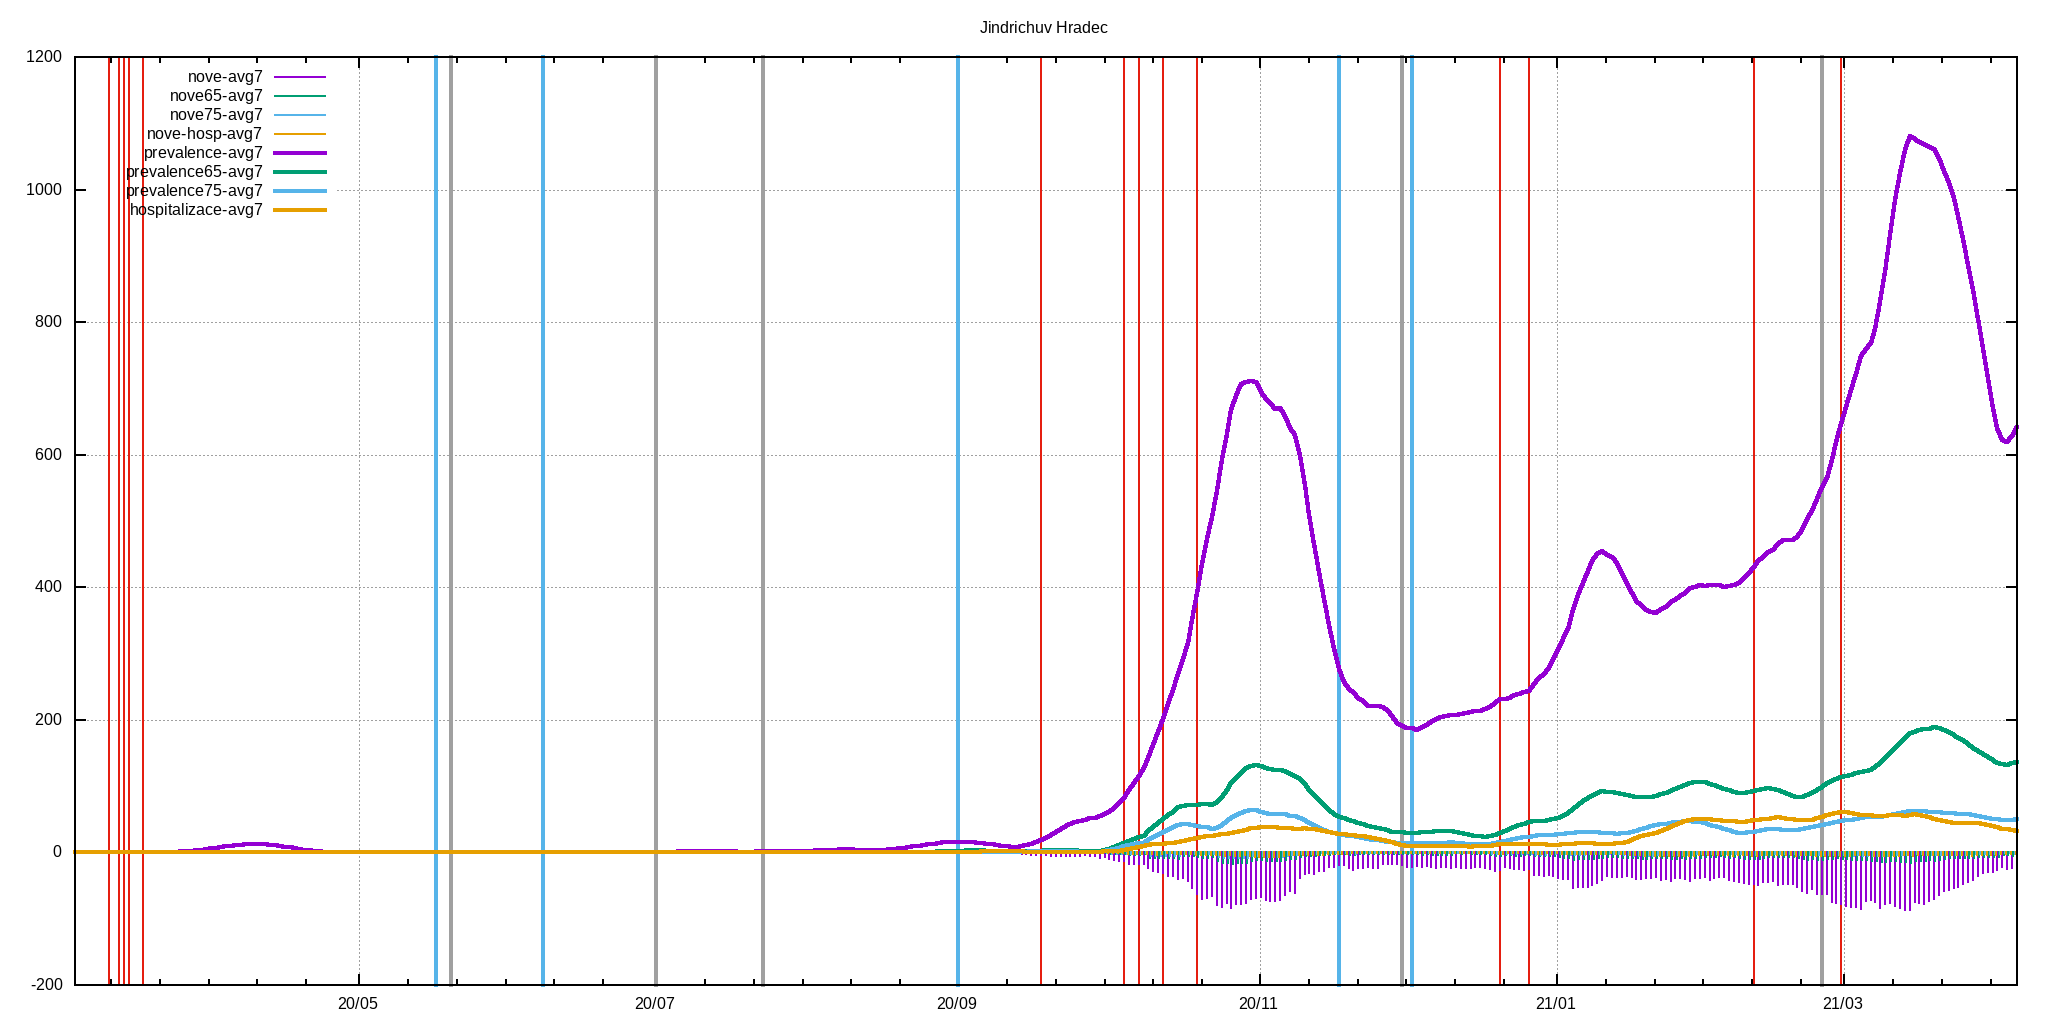 Jindrichuv Hradec
1200
1000
800
600
400
200
0
-200
nove-avg7
nove65-avg7
nove75-avg7
nove-hosp-avg7
prevalence-avg7
prevalence65-avg7
prevalence75-avg7
hospitalizace-avg7
20/05 20/07 20/09 20/11 21/01 21/03